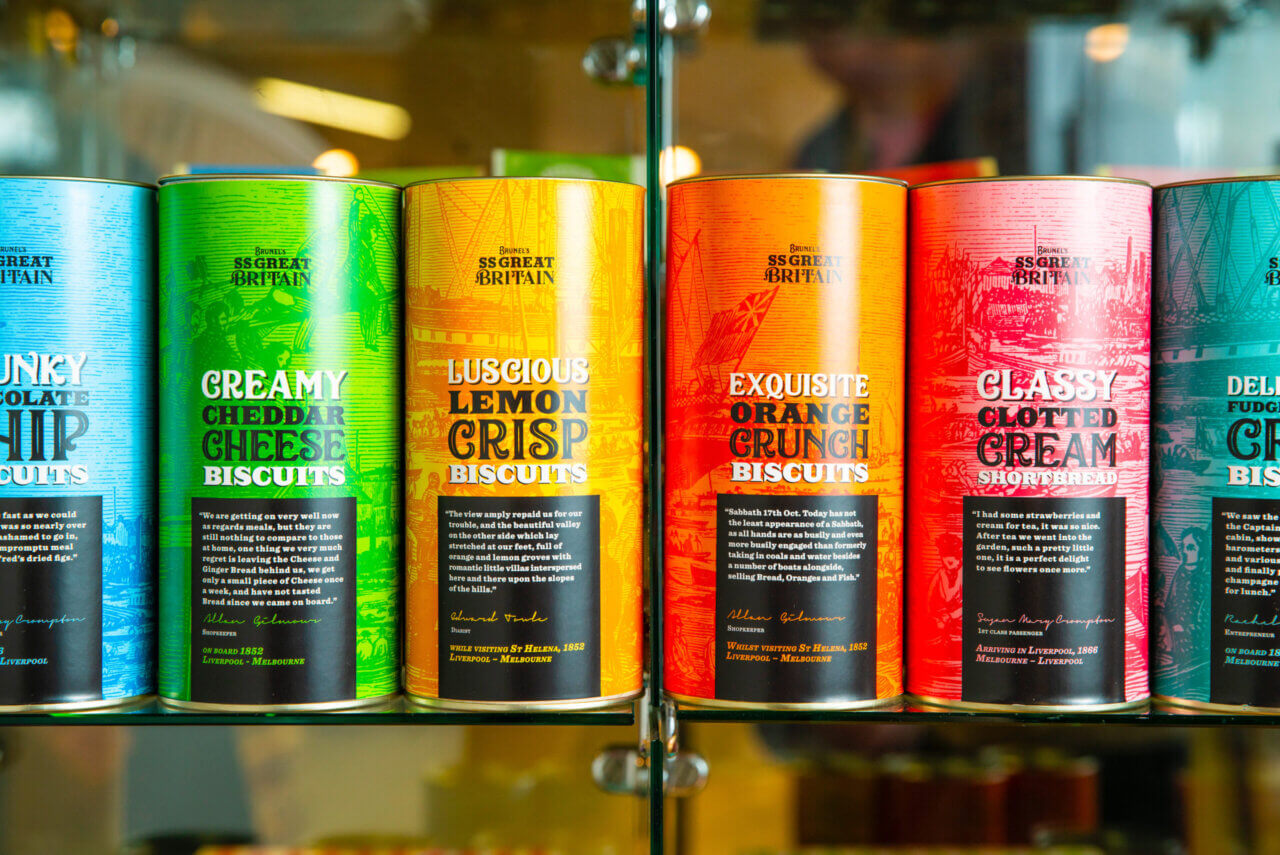 UNKY
COLATE
HIP
SCUITS
fast as we could
was so nearly over
ashamed to go in,
mpromptu meal
red's dried figs."
y Crompton
Liverpool
Brunel's
SS Great
Britain
Creamy
Cheddar
Cheese
Biscuits
"We are getting on very well now
as regards meals, but they are
still nothing to compare to those
at home, one thing we very much
regret is leaving the Cheese and
Ginger Bread behind us, we get
only a small piece of Cheese once
a week, and have not tasted
Bread since we came on board."
Allan Gilmour
Shopkeeper
on board 1852
Liverpool - Melbourne
Brunel's
SS Great
Britain
Luscious
Lemon
Crisp
Biscuits
"The view amply repaid us for our
trouble, and the beautiful valley
on the other side which lay
stretched at our feet, full of
orange and lemon groves with
romantic little villas interspersed
here and there upon the slopes
of the hills."
Edward Towle
Diarist
while visiting St Helena, 1852
Liverpool – Melbourne
Brunel's
SS Great
Britain
Exquisite
Orange
Crunch
Biscuits
"Sabbath 17th Oct. Today has not
the least appearance of a Sabbath,
as all hands are as busily and even
more busily engaged than formerly
taking in coals and water besides
a number of boats alongside,
selling Bread, Oranges and Fish."
Allan Gilmour
Shopkeeper
Whilst visiting St Helena, 1852
Liverpool – Melbourne
Brunel's
SS Great
Britain
Classy
Clotted
Cream
Shortbread
"I had some strawberries and
cream for tea, it was so nice.
After tea we went into the
garden, such a pretty little
one, it is a perfect delight
to see flowers once more."
Susan Mary Crompton
1st class passenger
Arriving in Liverpool, 1866
Melbourne – Liverpool
DEL
FUDG
CR
BIS
"We saw the
the Captain
cabin, show
barometers
and various
and finally
champagne
for lunch."
Rachel
Entrepreneur
on board 18
Melbourne